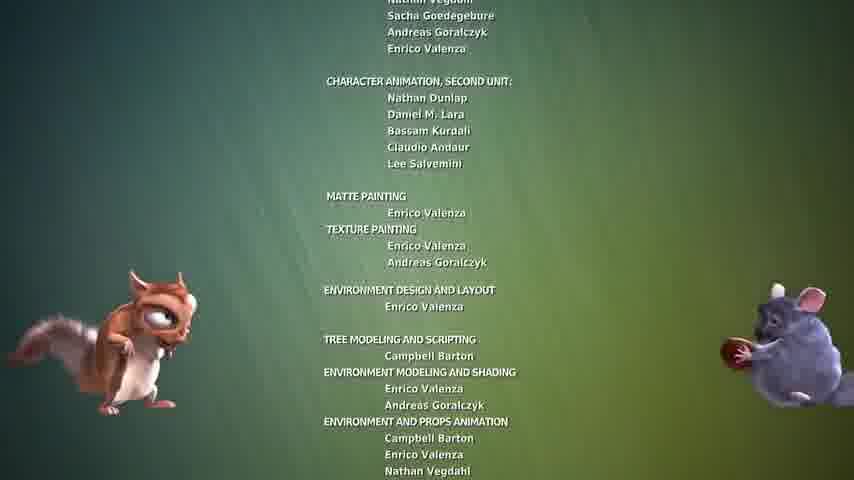 Nathan Vegdahl
Sacha Goedegebure
Andreas Goralczyk
Enrico Valenza
CHARACTER ANIMATION, SECOND UNIT:
Nathan Dunlap
Daniel M. Lara
Bassam Kurdali
Claudio Andaur
Lee Salvemini
MATTE PAINTING
Enrico Valenza
TEXTURE PAINTING
Enrico Valenza
Andreas Goralczyk
ENVIRONMENT DESIGN AND LAYOUT
Enrico Valenza
TREE MODELING AND SCRIPTING
Campbell Barton
ENVIRONMENT MODELING AND SHADING
Enrico Valenza
Andreas Goralczyk
ENVIRONMENT AND PROPS ANIMATION
Campbell Barton
Enrico Valenza
Nathan Vegdahl